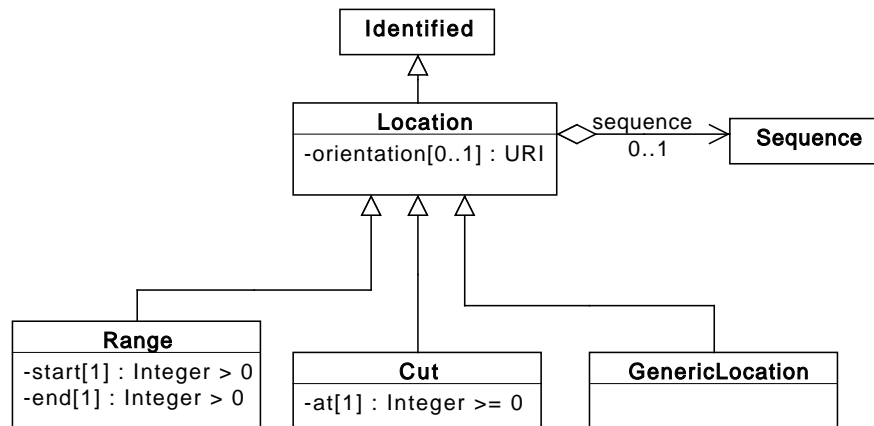 Identified
Location
-orientation[0..1] : URI
sequence
0..1
Sequence
Range
-start[1] : Integer > 0
-end[1] : Integer > 0
Cut
-at[1] : Integer >= 0
GenericLocation